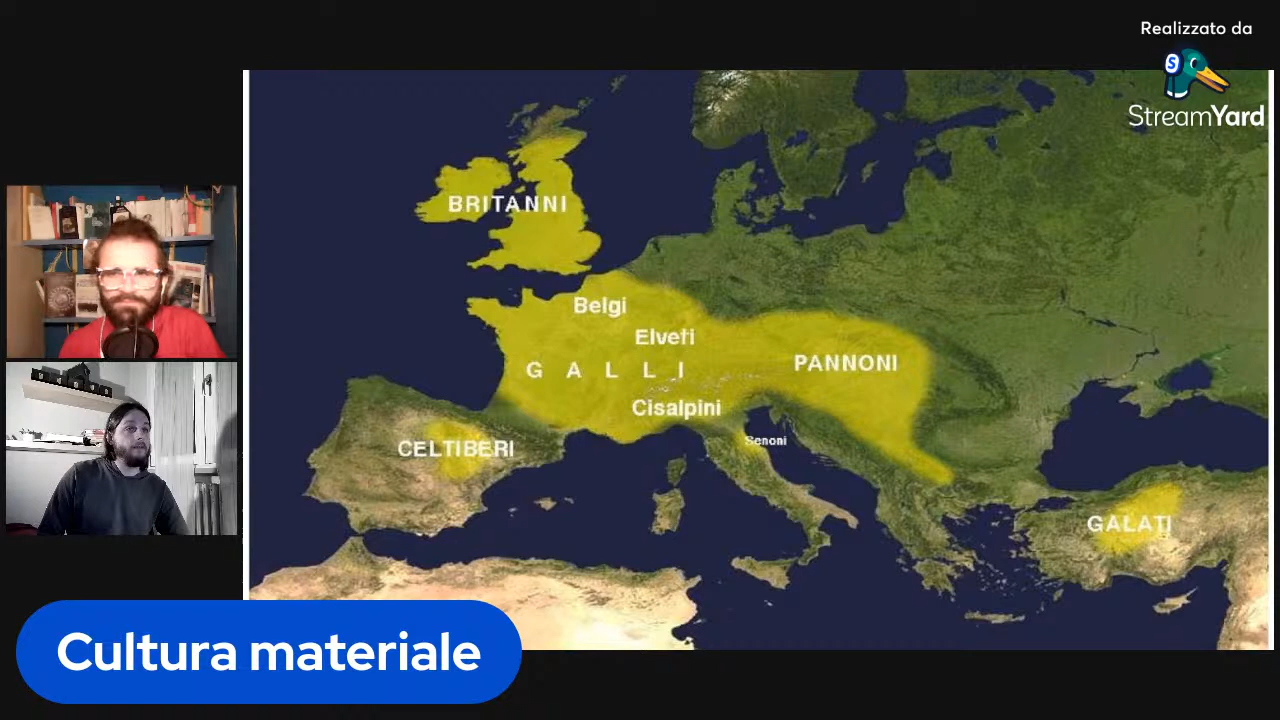 Realizzato da
StreamYard
BRITANNI
Belgi
Elveti
GALLI
PANNONI
Cisalpini
CELTIBERI
Senoni
GALATI
Cultura materiale